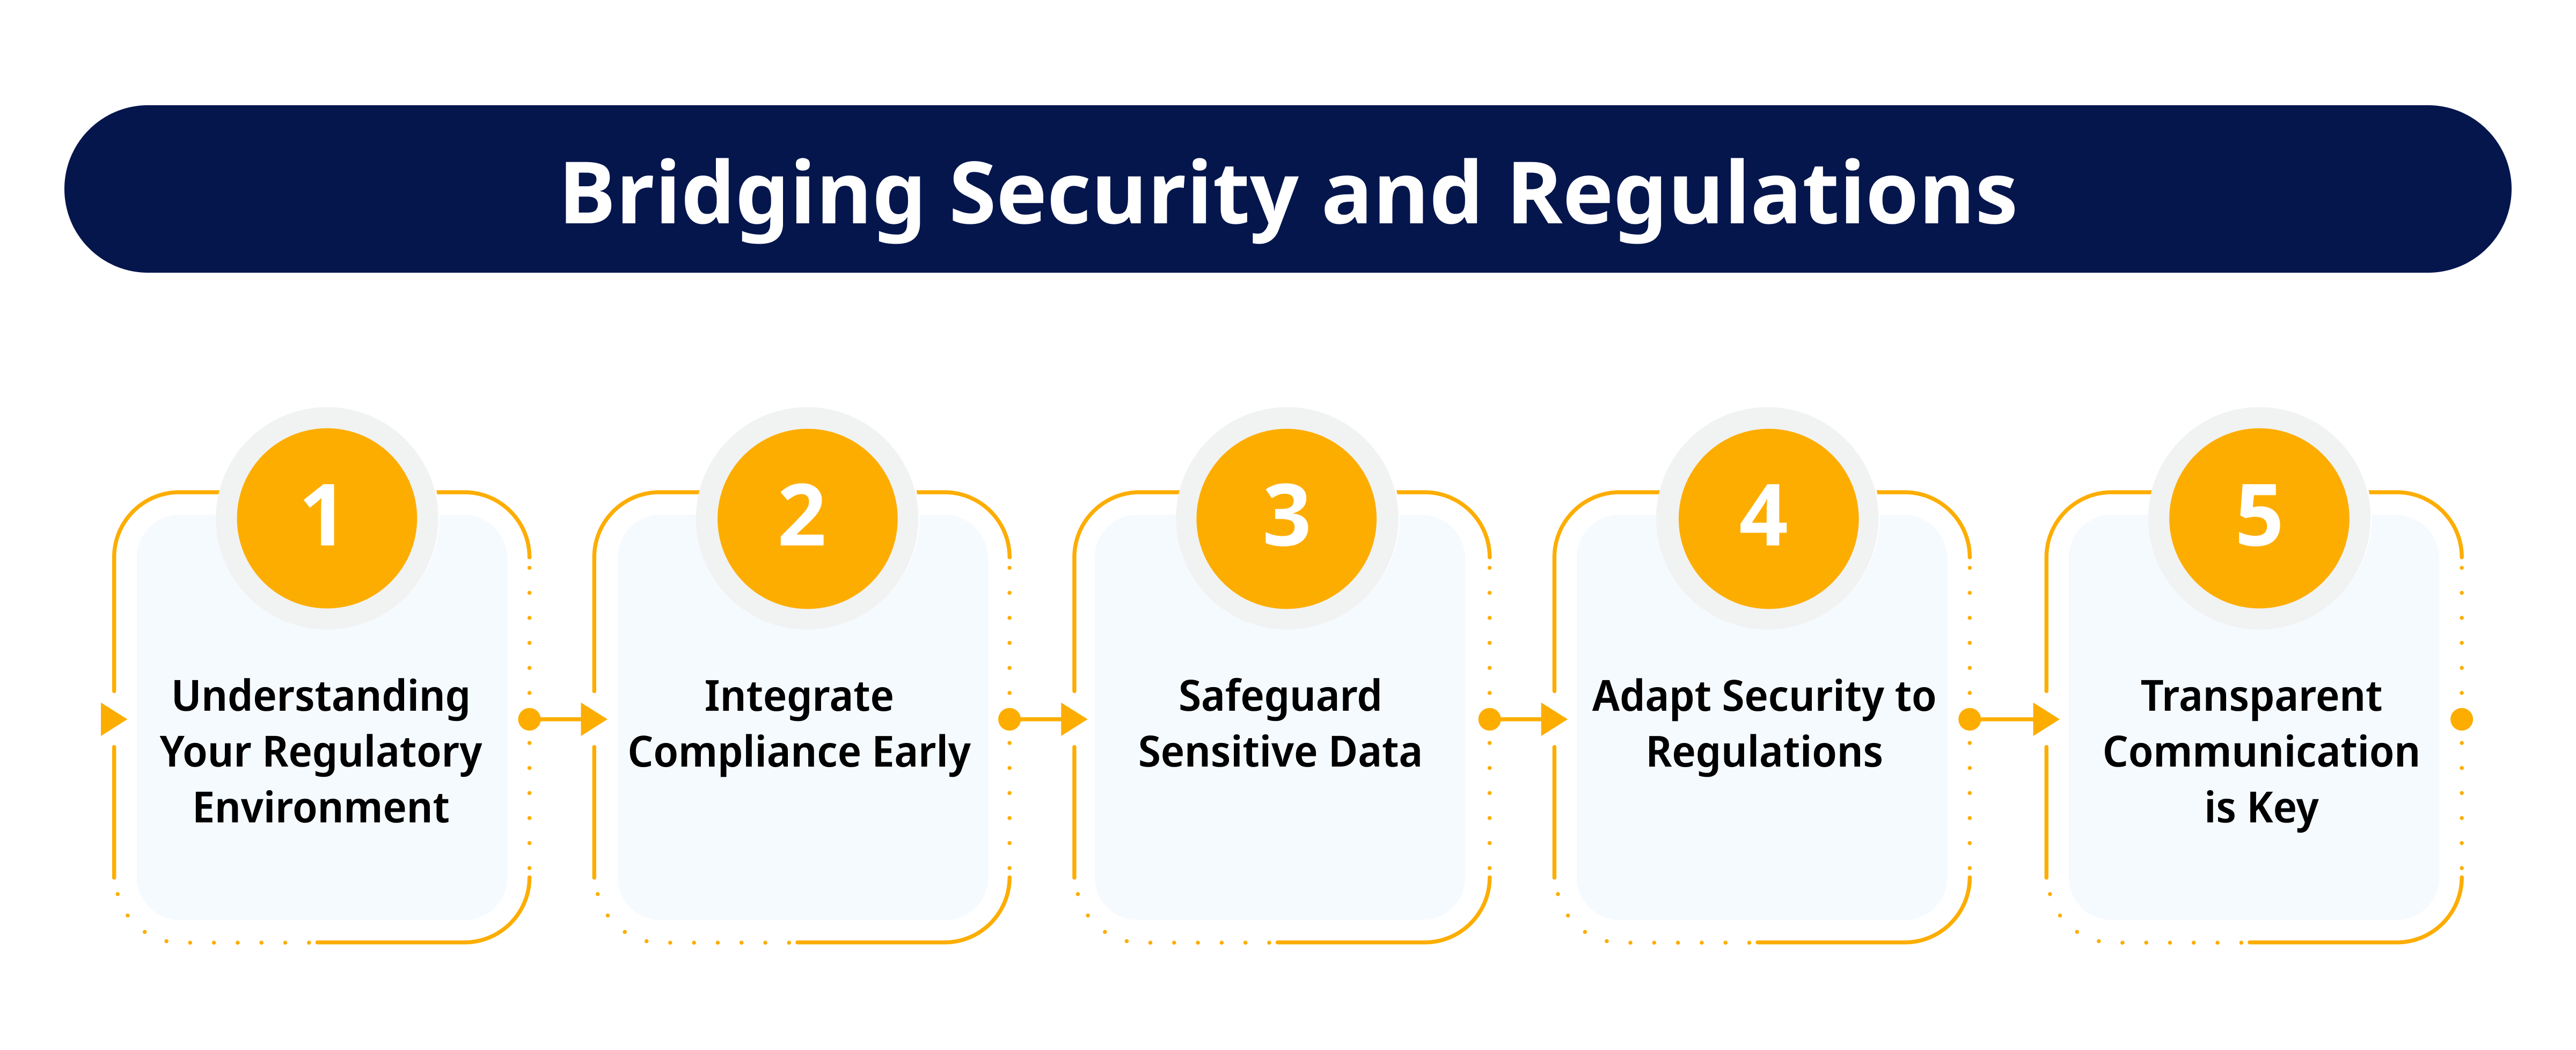 Bridging Security and Regulations
1
Understanding
Your Regulatory
Environment
2
Integrate
Compliance Early
3
Safeguard
Sensitive Data
4
Adapt Security to
Regulations
5
Transparent
Communication
is Key